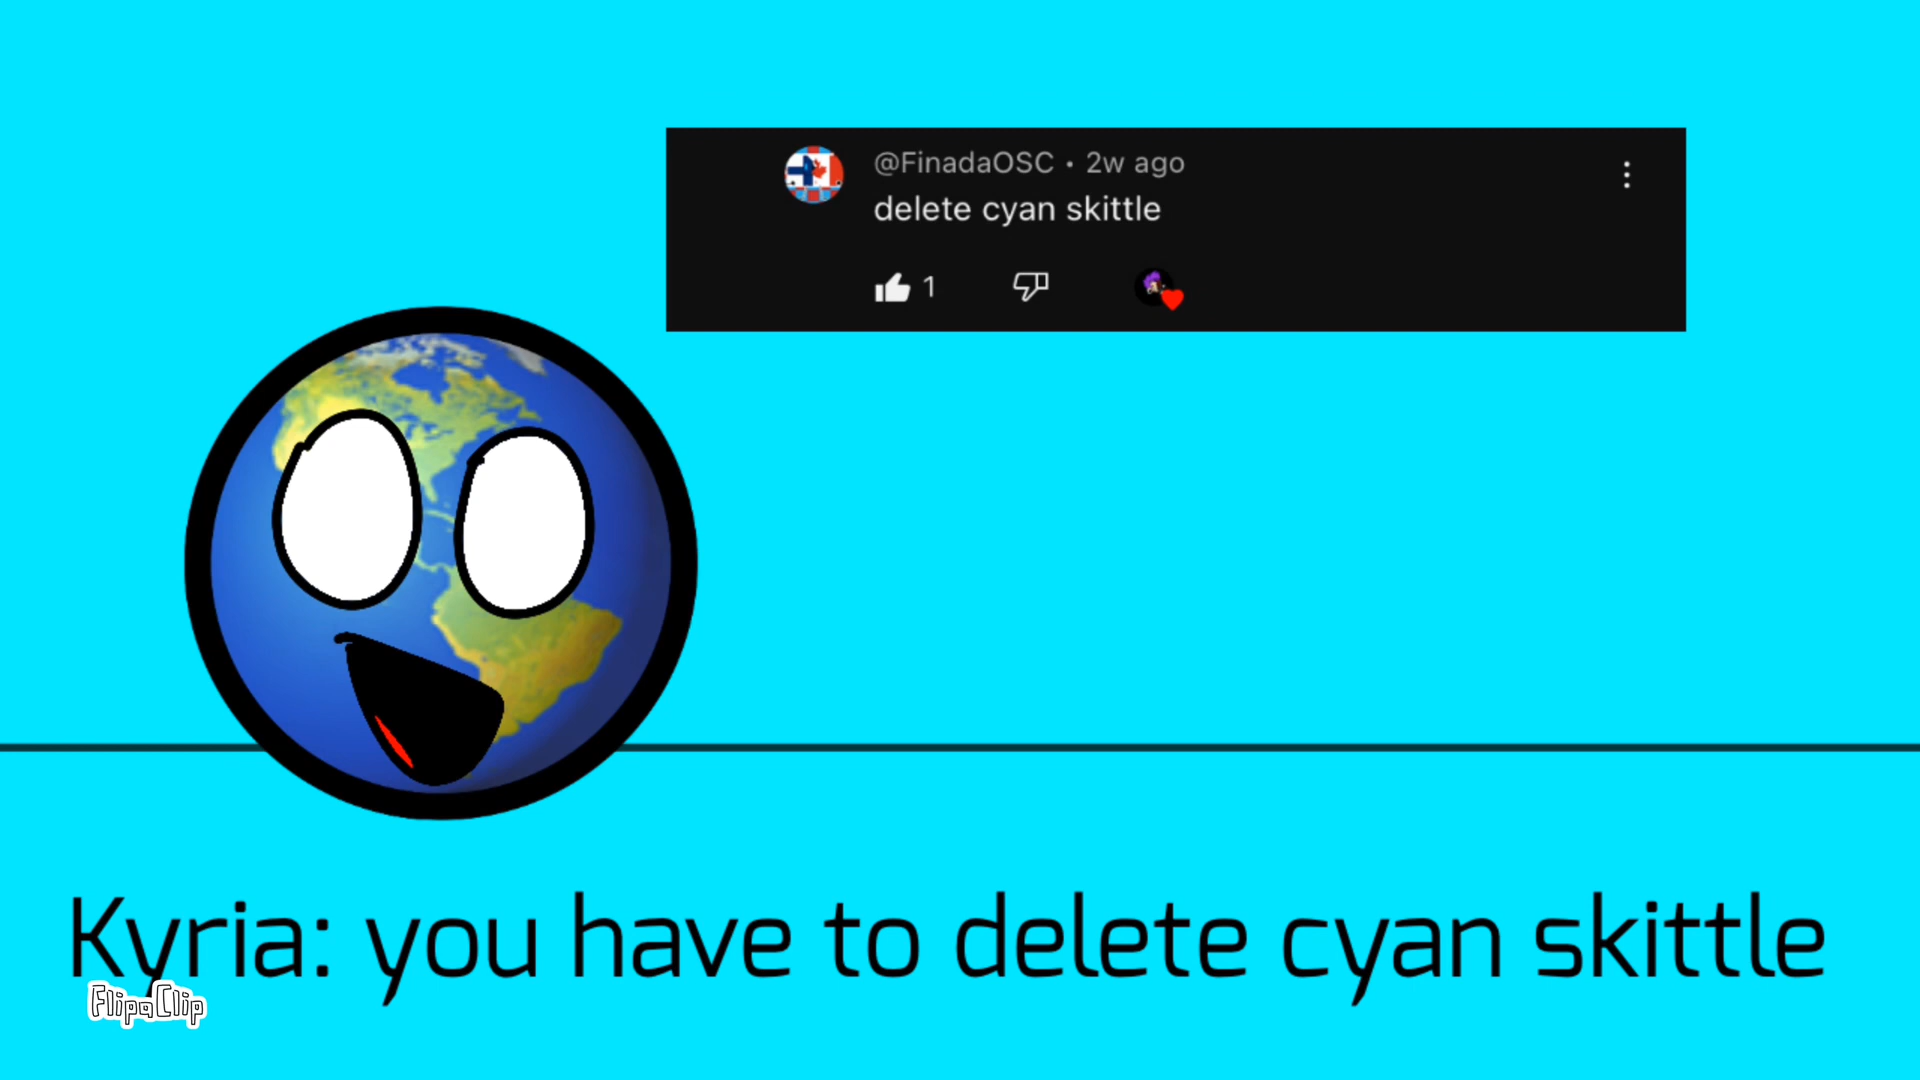 @FinadaOSC • 2w ago
delete cyan skittle
1
Kyria: you have to delete cyan skittle
FlipaClip